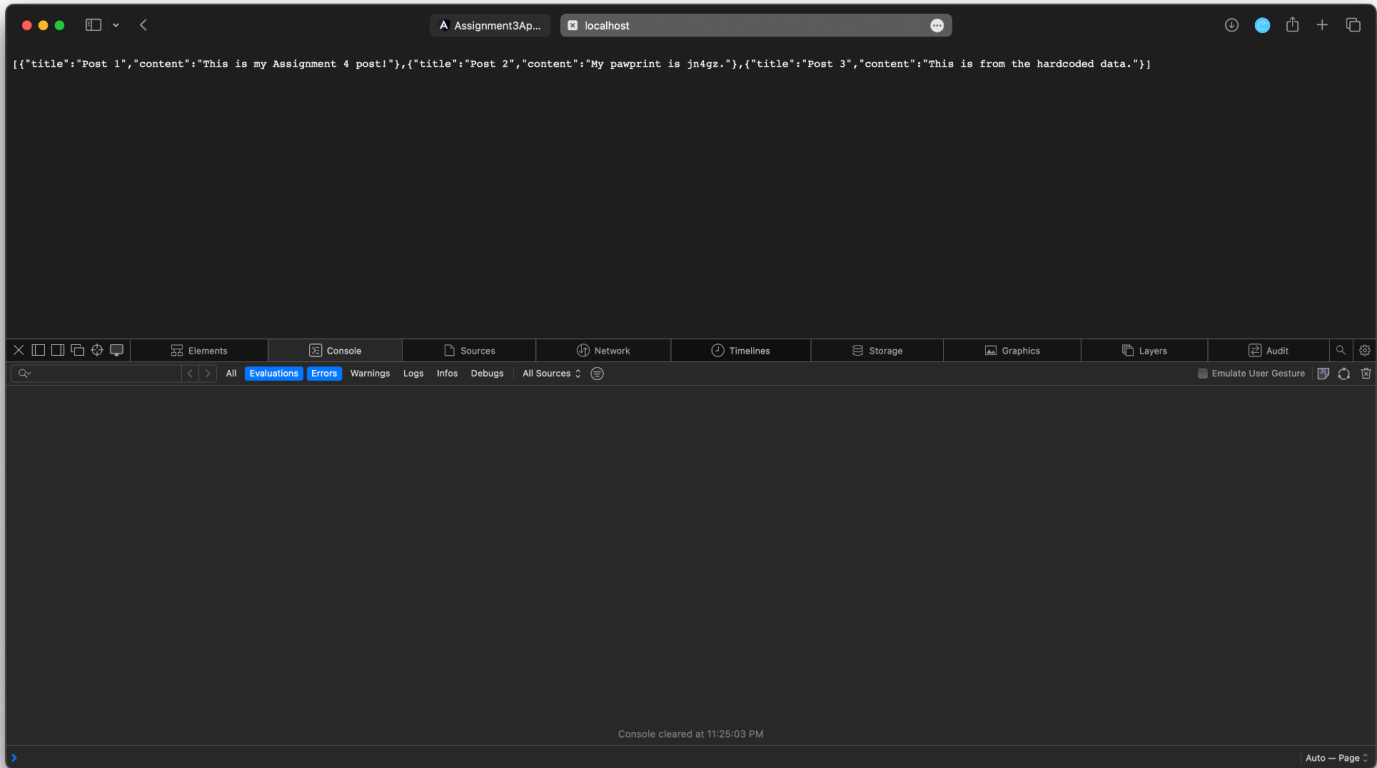 Assignment3Ap... localhost
[{"title":"Post 1","content":"This is my Assignment 4 post!"},{"title":"Post 2","content":"My pawprint is jn4gz."},{"title":"Post 3","content":"This is from the hardcoded data."}]
Elements Console Sources Network Timelines Storage Graphics Layers Audit
All Evaluations Errors Warnings Logs Infos Debugs All Sources Emulate User Gesture
Console cleared at 11:25:03 PM
Auto — Page